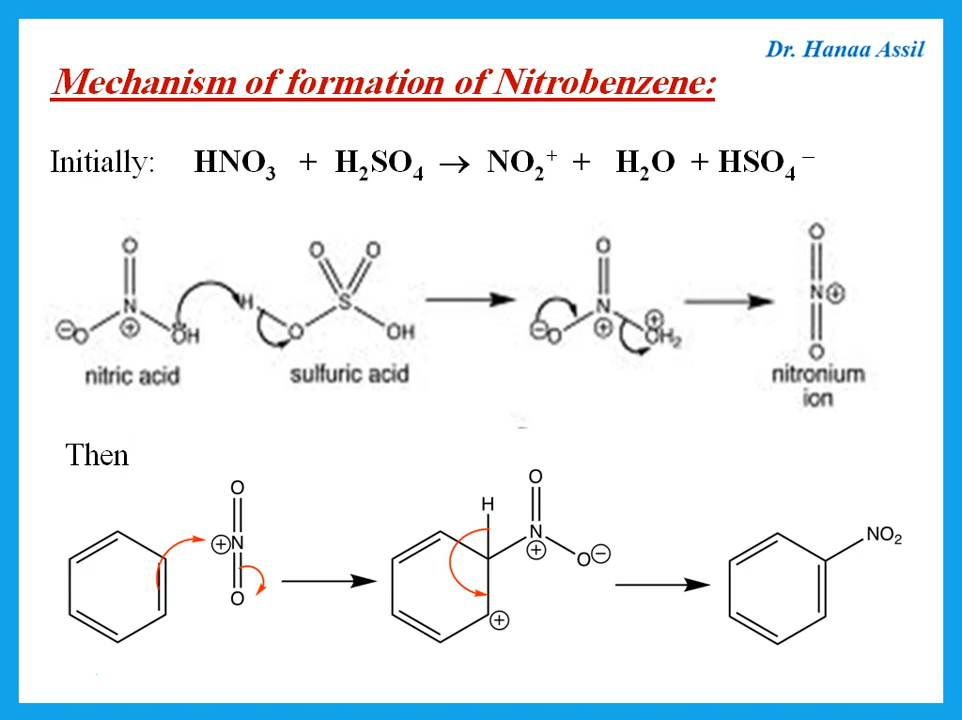 Dr. Hanaa Assil
Mechanism of formation of Nitrobenzene:
Initially: HNO₃ + H₂SO₄ → NO₂⁺ + H₂O + HSO₄⁻
O O O O O
N ⊕ H S N ⊕ N⊕
⊖O OH O OH ⊖O ⊕ OH₂ O
nitric acid sulfuric acid nitronium
ion
Then
O O
H
⊕N N NO₂
⊕ O⊖
O ⊕